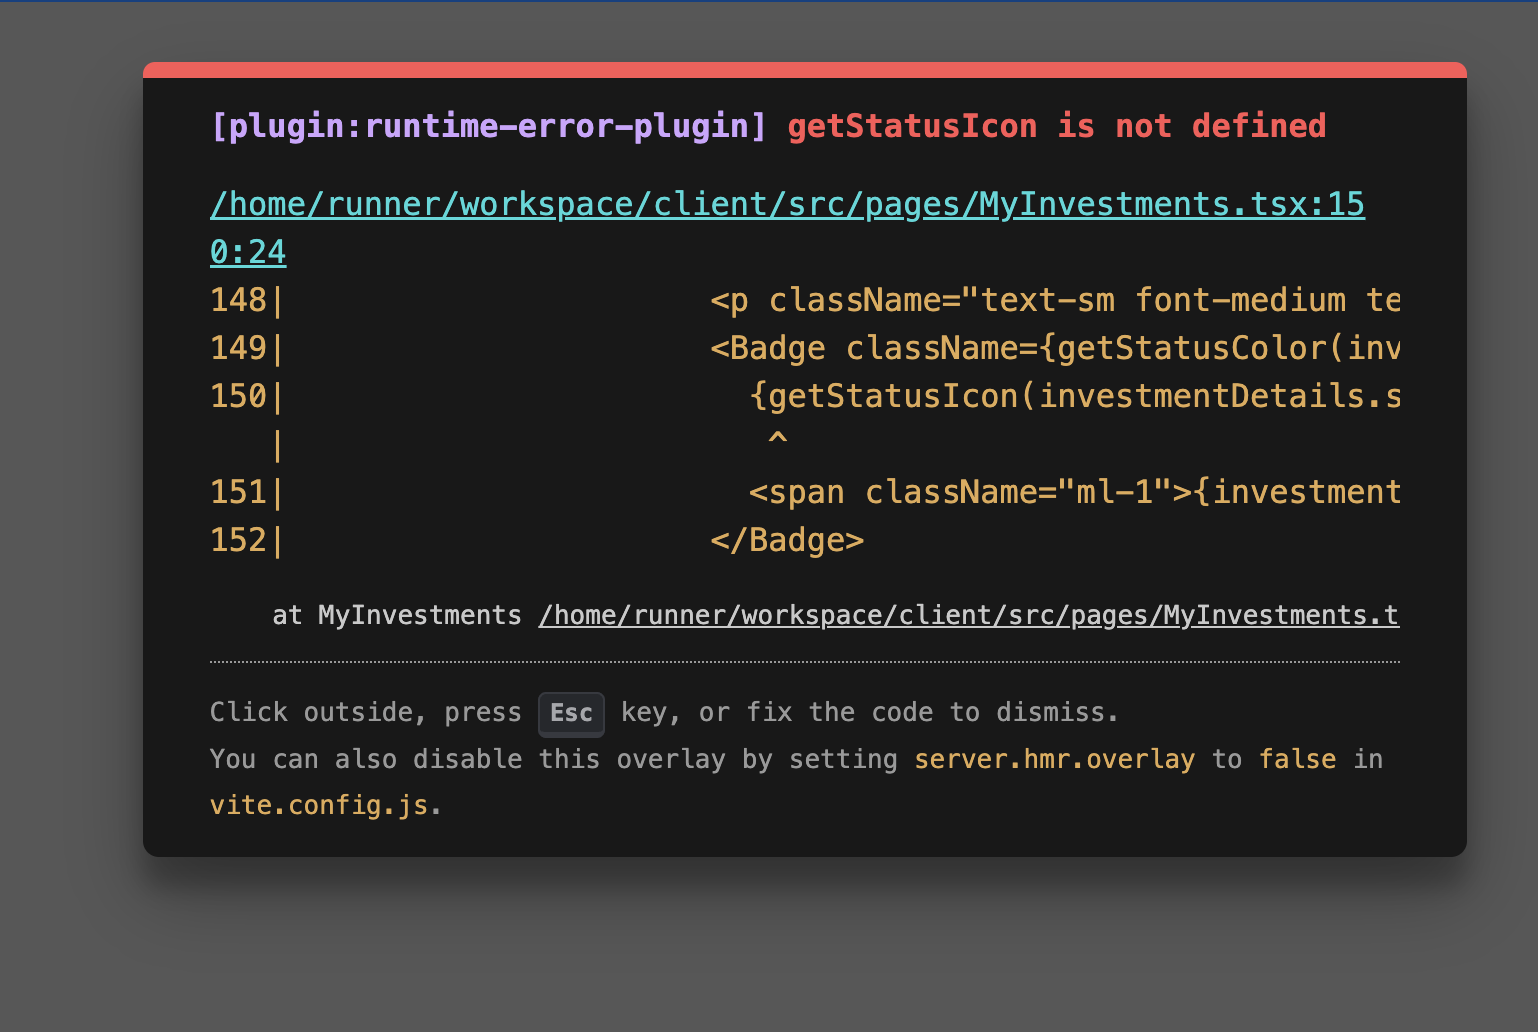 [plugin:runtime-error-plugin] getStatusIcon is not defined
/home/runner/workspace/client/src/pages/MyInvestments.tsx:15
0:24
148|                      <p className="text-sm font-medium te
149|                      <Badge className={getStatusColor(inv
150|                        {getStatusIcon(investmentDetails.s
   |                         ^
151|                        <span className="ml-1">{investment
152|                      </Badge>
at MyInvestments /home/runner/workspace/client/src/pages/MyInvestments.t
Click outside, press Esc key, or fix the code to dismiss.
You can also disable this overlay by setting server.hmr.overlay to false in
vite.config.js.